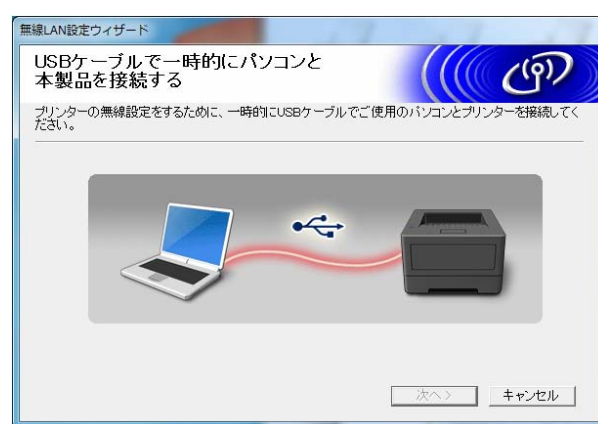 無線LAN設定ウィザード
USBケーブルで一時的にパソコンと
本製品を接続する
プリンターの無線設定をするために、一時的にUSBケーブルでご使用のパソコンとプリンターを接続してく
ださい。
次へ>
キャンセル